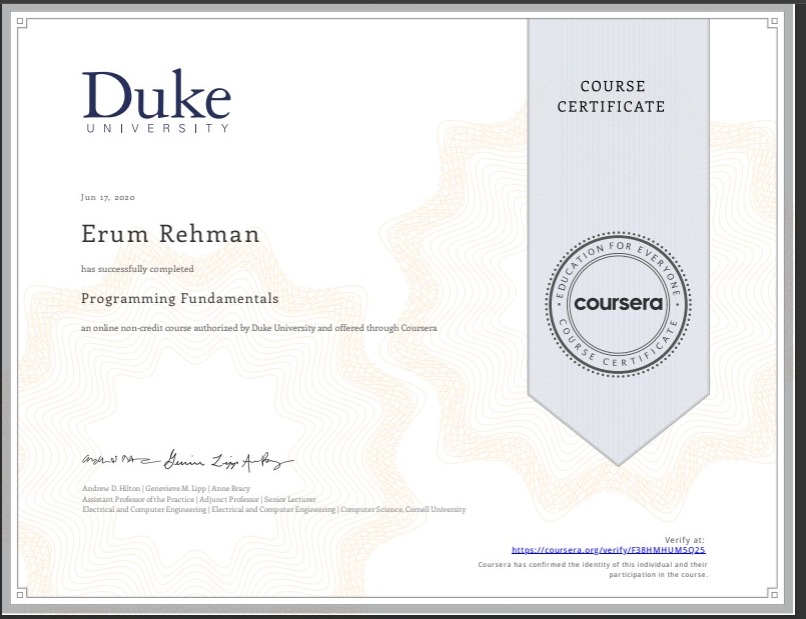 Duke
UNIVERSITY
COURSE
CERTIFICATE
Jun 17, 2020
Erum Rehman
has successfully completed
Programming Fundamentals
an online non-credit course authorized by Duke University and offered through Coursera
EDUCATION FOR EVERYONE
coursera
COURSE CERTIFICATE
Andrew D. Hilton | Genevieve M. Lipp | Anne Bracy
Assistant Professor of the Practice | Adjunct Professor | Senior Lecturer
Electrical and Computer Engineering | Electrical and Computer Engineering | Computer Science, Cornell University
Verify at:
https://coursera.org/verify/F38HMHUM5Q25
Coursera has confirmed the identity of this individual and their
participation in the course.